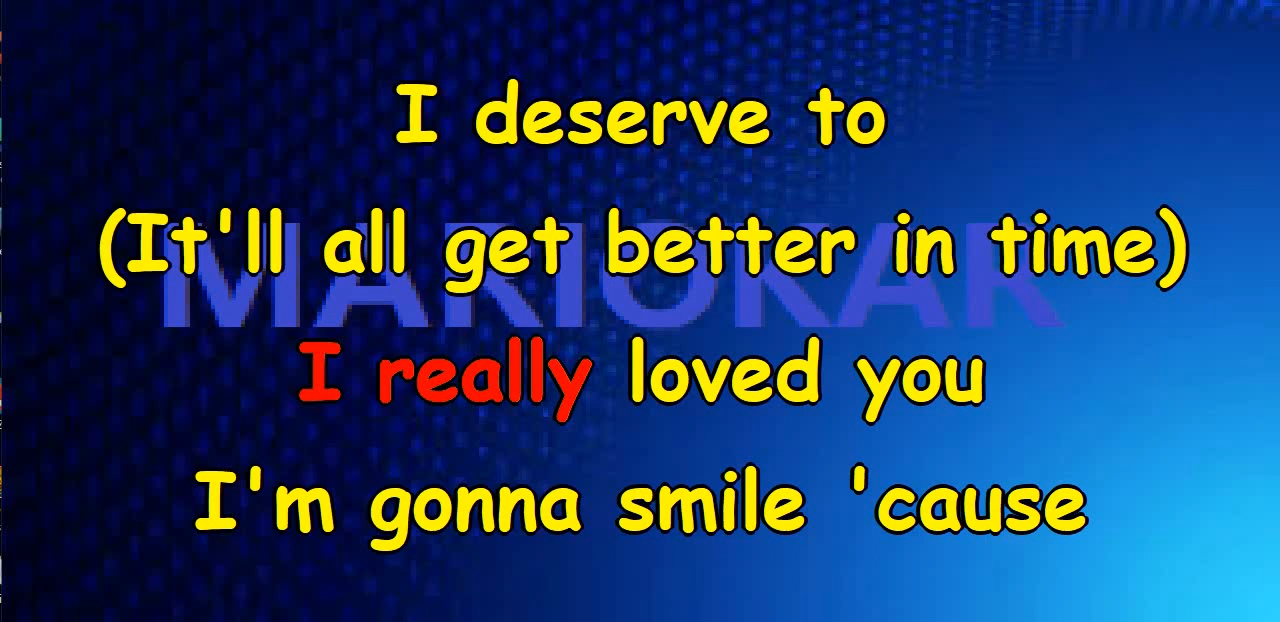 I deserve to
(It'll all get better in time)
MARIOKAR
I really loved you
I'm gonna smile 'cause